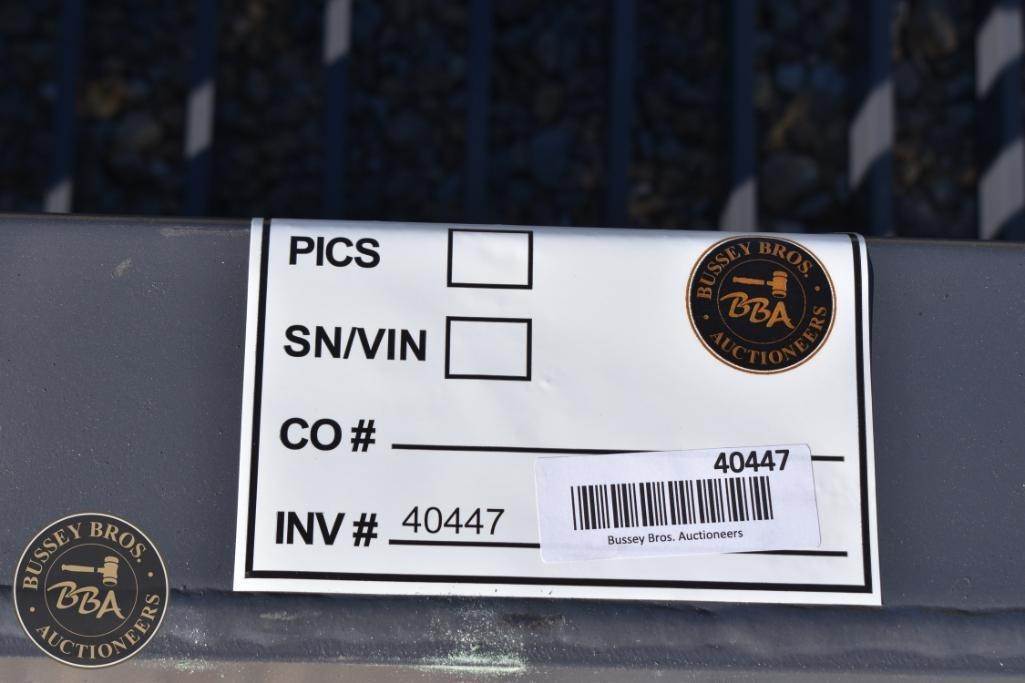 PICS
BUSSEY BROS.
BBA
AUCTIONEERS
SN/VIN
CO #
40447
INV # 40447
Bussey Bros. Auctioneers
BUSSEY BROS.
BBA
AUCTIONEERS